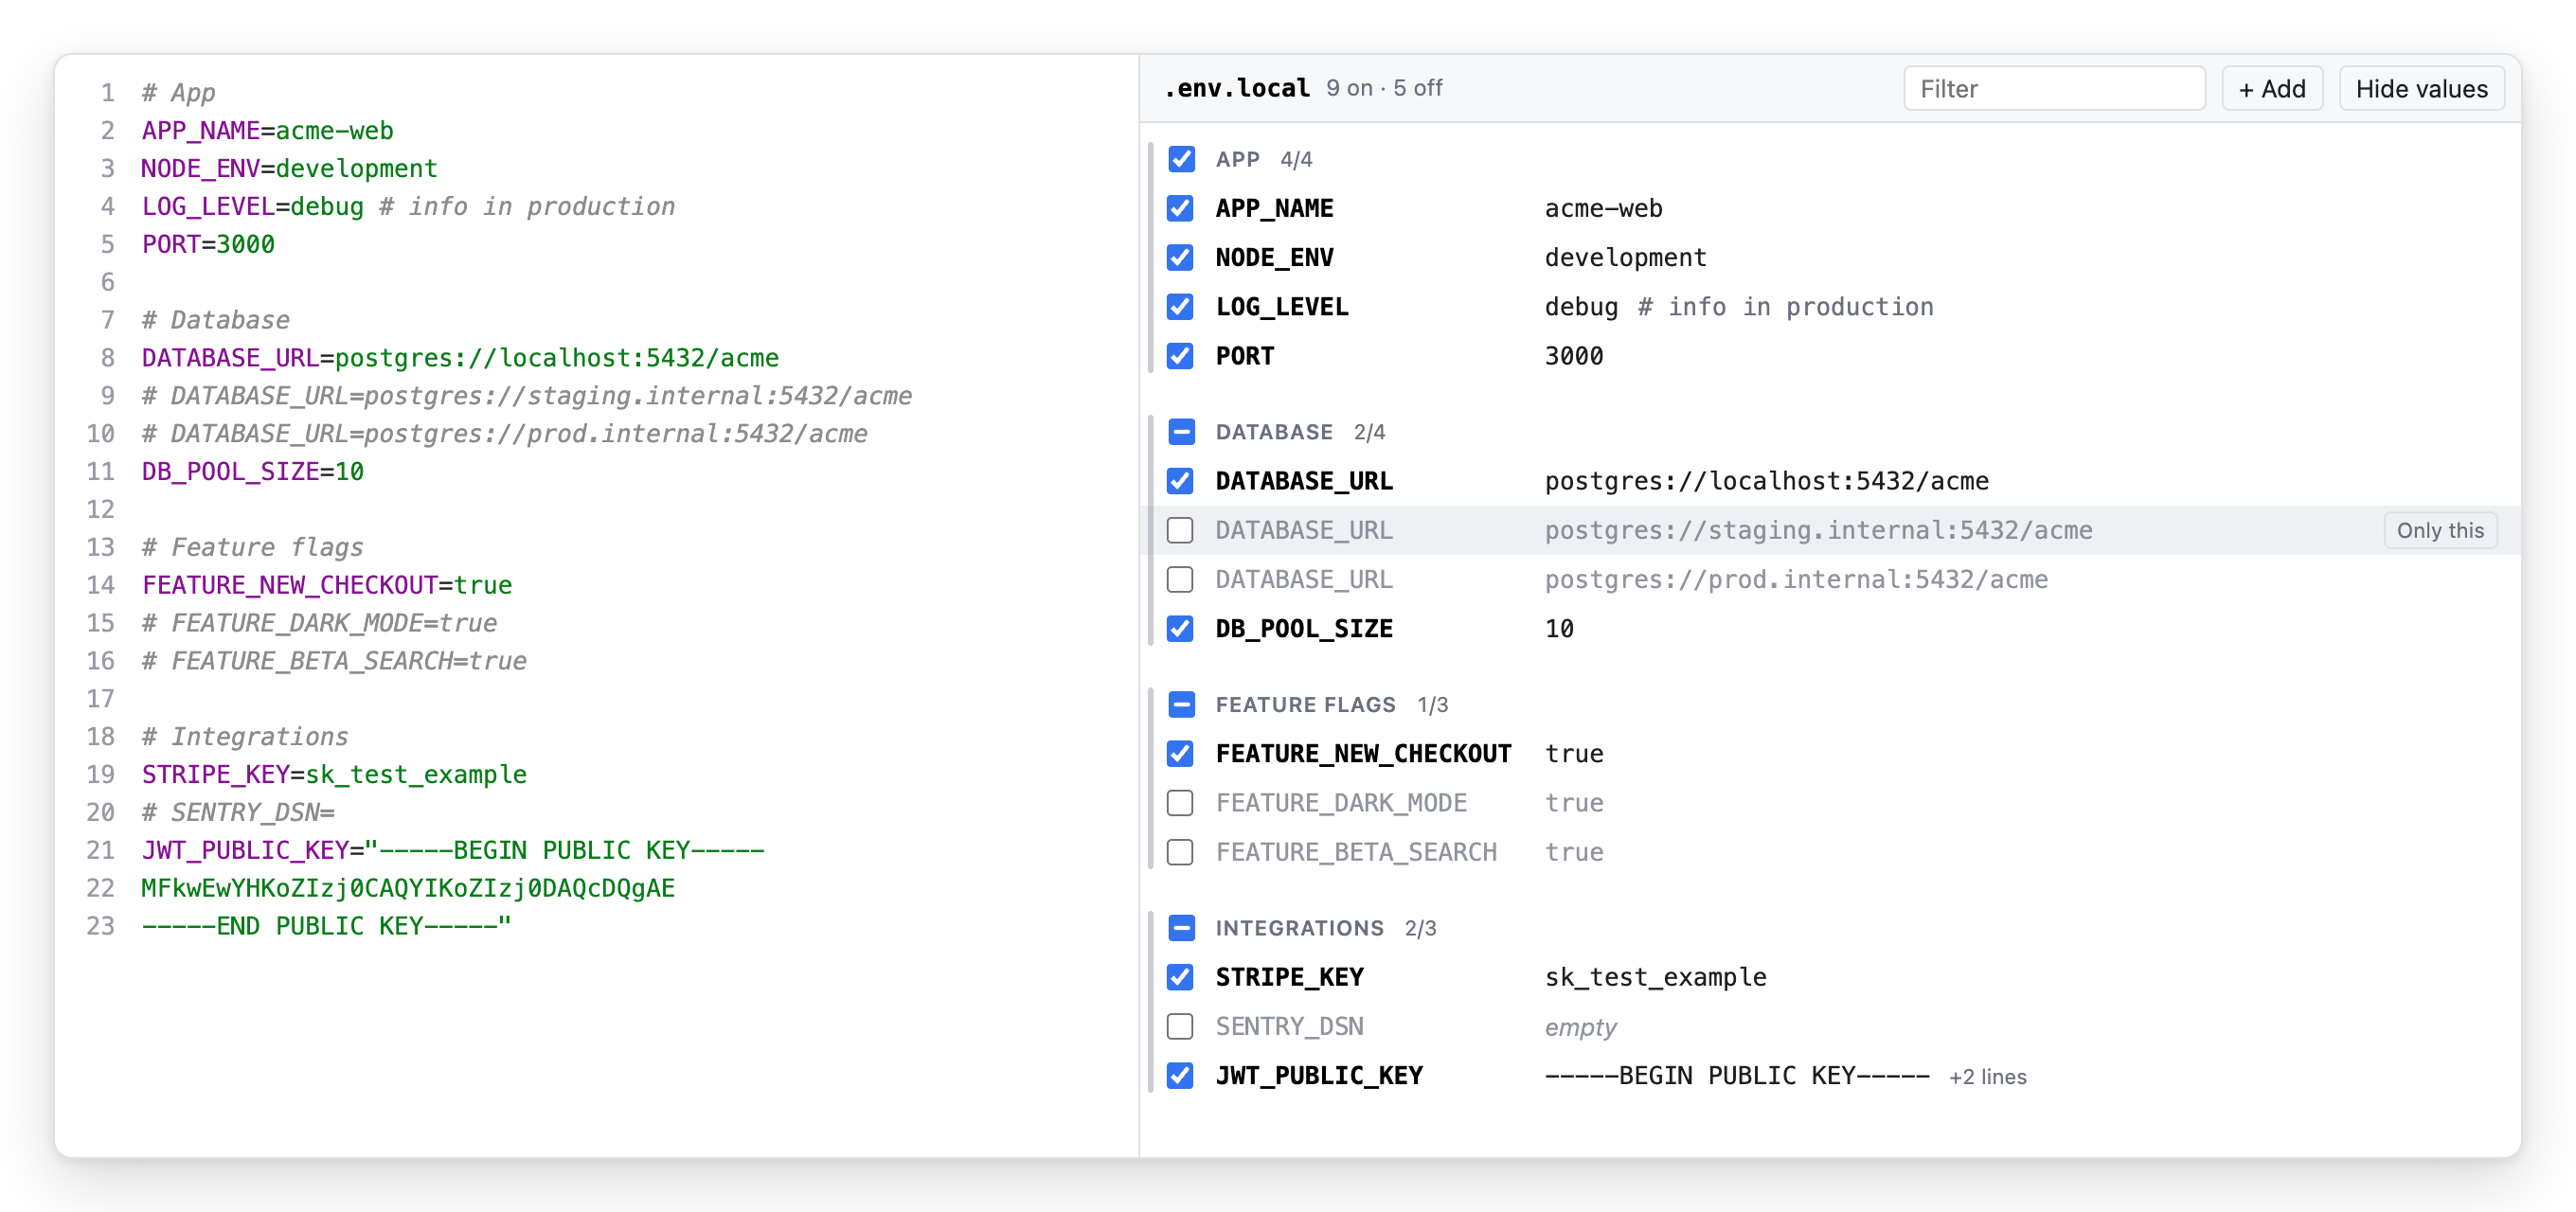 1 # App
2 APP_NAME=acme-web
3 NODE_ENV=development
4 LOG_LEVEL=debug # info in production
5 PORT=3000
6
7 # Database
8 DATABASE_URL=postgres://localhost:5432/acme
9 # DATABASE_URL=postgres://staging.internal:5432/acme
10 # DATABASE_URL=postgres://prod.internal:5432/acme
11 DB_POOL_SIZE=10
12
13 # Feature flags
14 FEATURE_NEW_CHECKOUT=true
15 # FEATURE_DARK_MODE=true
16 # FEATURE_BETA_SEARCH=true
17
18 # Integrations
19 STRIPE_KEY=sk_test_example
20 # SENTRY_DSN=
21 JWT_PUBLIC_KEY="-----BEGIN PUBLIC KEY-----
22 MFkwEwYHKoZIzj0CAQYIKoZIzj0DAQcDQgAE
23 -----END PUBLIC KEY-----"
.env.local 9 on · 5 off Filter + Add Hide values
APP 4/4
APP_NAME acme-web
NODE_ENV development
LOG_LEVEL debug # info in production
PORT 3000
DATABASE 2/4
DATABASE_URL postgres://localhost:5432/acme
DATABASE_URL postgres://staging.internal:5432/acme Only this
DATABASE_URL postgres://prod.internal:5432/acme
DB_POOL_SIZE 10
FEATURE FLAGS 1/3
FEATURE_NEW_CHECKOUT true
FEATURE_DARK_MODE true
FEATURE_BETA_SEARCH true
INTEGRATIONS 2/3
STRIPE_KEY sk_test_example
SENTRY_DSN empty
JWT_PUBLIC_KEY -----BEGIN PUBLIC KEY----- +2 lines